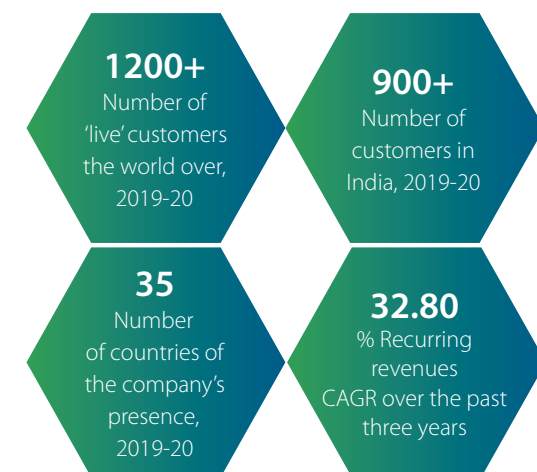 1200+
Number of
‘live’ customers
the world over,
2019-20
900+
Number of
customers in
India, 2019-20
35
Number
of countries of
the company’s
presence,
2019-20
32.80
% Recurring
revenues
CAGR over the past
three years